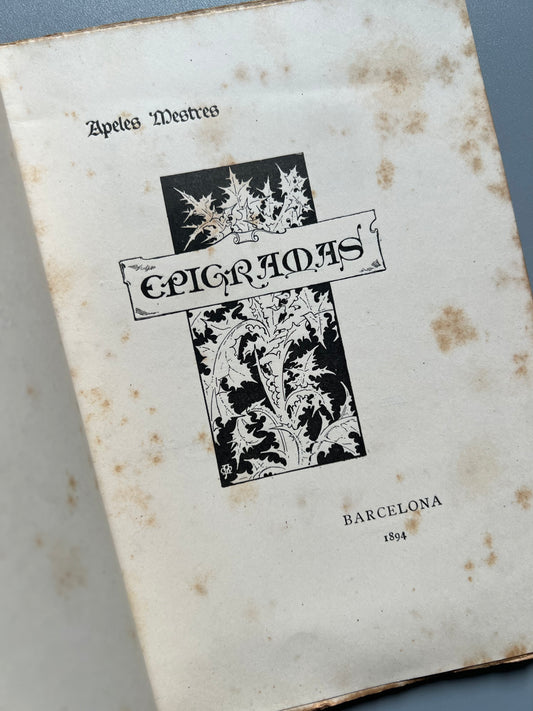 Apeles Mestres
EPIGRAMAS
BARCELONA
1894